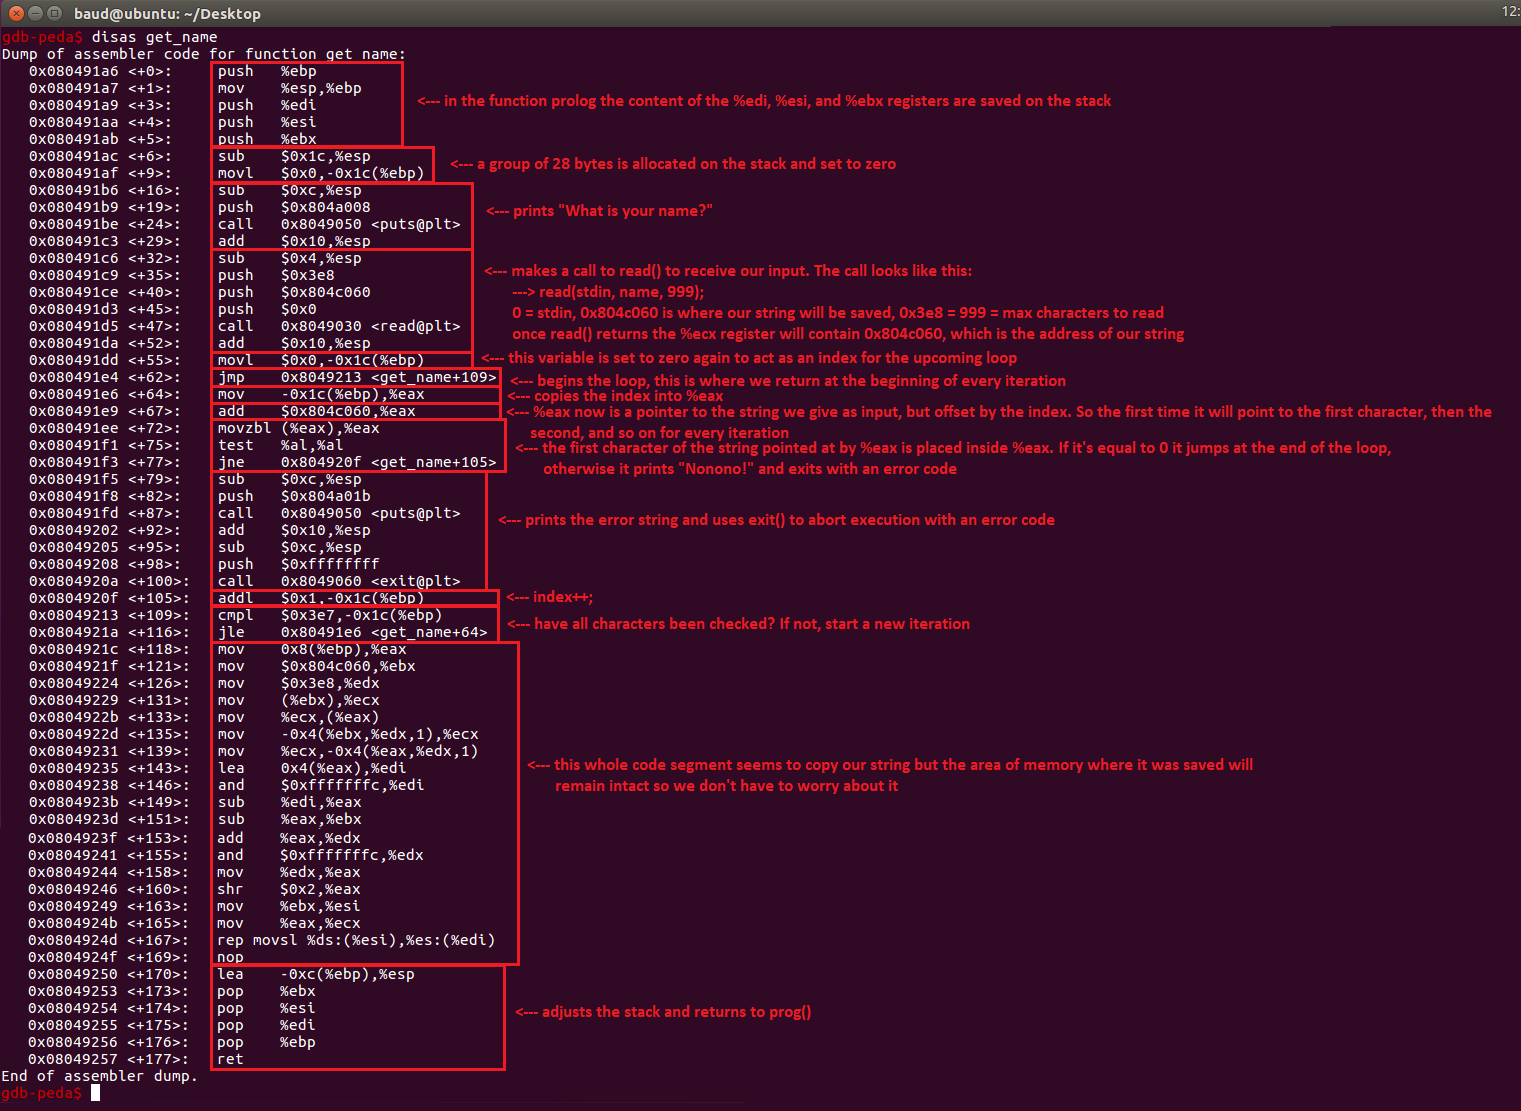 baud@ubuntu: ~/Desktop
12:
gdb-peda$ disas get_name
Dump of assembler code for function get_name:
0x080491a6 <+0>: push %ebp
0x080491a7 <+1>: mov %esp,%ebp
0x080491a9 <+3>: push %edi
<--- in the function prolog the content of the %edi, %esi, and %ebx registers are saved on the stack
0x080491aa <+4>: push %esi
0x080491ab <+5>: push %ebx
0x080491ac <+6>: sub $0x1c,%esp
<--- a group of 28 bytes is allocated on the stack and set to zero
0x080491af <+9>: movl $0x0,-0x1c(%ebp)
0x080491b6 <+16>: sub $0xc,%esp
0x080491b9 <+19>: push $0x804a008
<--- prints "What is your name?"
0x080491be <+24>: call 0x8049050 <puts@plt>
0x080491c3 <+29>: add $0x10,%esp
0x080491c6 <+32>: sub $0x4,%esp
<--- makes a call to read() to receive our input. The call looks like this:
0x080491c9 <+35>: push $0x3e8
0x080491ce <+40>: push $0x804c060
---> read(stdin, name, 999);
0x080491d3 <+45>: push $0x0
0 = stdin, 0x804c060 is where our string will be saved, 0x3e8 = 999 = max characters to read
0x080491d5 <+47>: call 0x8049030 <read@plt>
once read() returns the %ecx register will contain 0x804c060, which is the address of our string
0x080491da <+52>: add $0x10,%esp
0x080491dd <+55>: movl $0x0,-0x1c(%ebp)
<--- this variable is set to zero again to act as an index for the upcoming loop
0x080491e4 <+62>: jmp 0x8049213 <get_name+109>
<--- begins the loop, this is where we return at the beginning of every iteration
0x080491e6 <+64>: mov -0x1c(%ebp),%eax
<--- copies the index into %eax
0x080491e9 <+67>: add $0x804c060,%eax
<--- %eax now is a pointer to the string we give as input, but offset by the index. So the first time it will point to the first character, then the
second, and so on for every iteration
0x080491ee <+72>: movzbl (%eax),%eax
0x080491f1 <+75>: test %al,%al
<--- the first character of the string pointed at by %eax is placed inside %eax. If it's equal to 0 it jumps at the end of the loop,
0x080491f3 <+77>: jne 0x804920f <get_name+105>
otherwise it prints "Nonono!" and exits with an error code
0x080491f5 <+79>: sub $0xc,%esp
0x080491f8 <+82>: push $0x804a01b
0x080491fd <+87>: call 0x8049050 <puts@plt>
<--- prints the error string and uses exit() to abort execution with an error code
0x08049202 <+92>: add $0x10,%esp
0x08049205 <+95>: sub $0xc,%esp
0x08049208 <+98>: push $0xffffffff
0x0804920a <+100>: call 0x8049060 <exit@plt>
0x0804920f <+105>: addl $0x1,-0x1c(%ebp)
<--- index++;
0x08049213 <+109>: cmpl $0x3e7,-0x1c(%ebp)
<--- have all characters been checked? If not, start a new iteration
0x0804921a <+116>: jle 0x80491e6 <get_name+64>
0x0804921c <+118>: mov 0x8(%ebp),%eax
0x0804921f <+121>: mov $0x804c060,%ebx
0x08049224 <+126>: mov $0x3e8,%edx
0x08049229 <+131>: mov (%ebx),%ecx
0x0804922b <+133>: mov %ecx,(%eax)
0x0804922d <+135>: mov -0x4(%ebx,%edx,1),%ecx
0x08049231 <+139>: mov %ecx,-0x4(%eax,%edx,1)
0x08049235 <+143>: lea 0x4(%eax),%edi
<--- this whole code segment seems to copy our string but the area of memory where it was saved will
remain intact so we don't have to worry about it
0x08049238 <+146>: and $0xfffffffc,%edi
0x0804923b <+149>: sub %edi,%eax
0x0804923d <+151>: sub %eax,%ebx
0x0804923f <+153>: add %eax,%edx
0x08049241 <+155>: and $0xfffffffc,%edx
0x08049244 <+158>: mov %edx,%eax
0x08049246 <+160>: shr $0x2,%eax
0x08049249 <+163>: mov %ebx,%esi
0x0804924b <+165>: mov %eax,%ecx
0x0804924d <+167>: rep movsl %ds:(%esi),%es:(%edi)
0x0804924f <+169>: nop
0x08049250 <+170>: lea -0xc(%ebp),%esp
0x08049253 <+173>: pop %ebx
0x08049254 <+174>: pop %esi
<--- adjusts the stack and returns to prog()
0x08049255 <+175>: pop %edi
0x08049256 <+176>: pop %ebp
0x08049257 <+177>: ret
End of assembler dump.
gdb-peda$